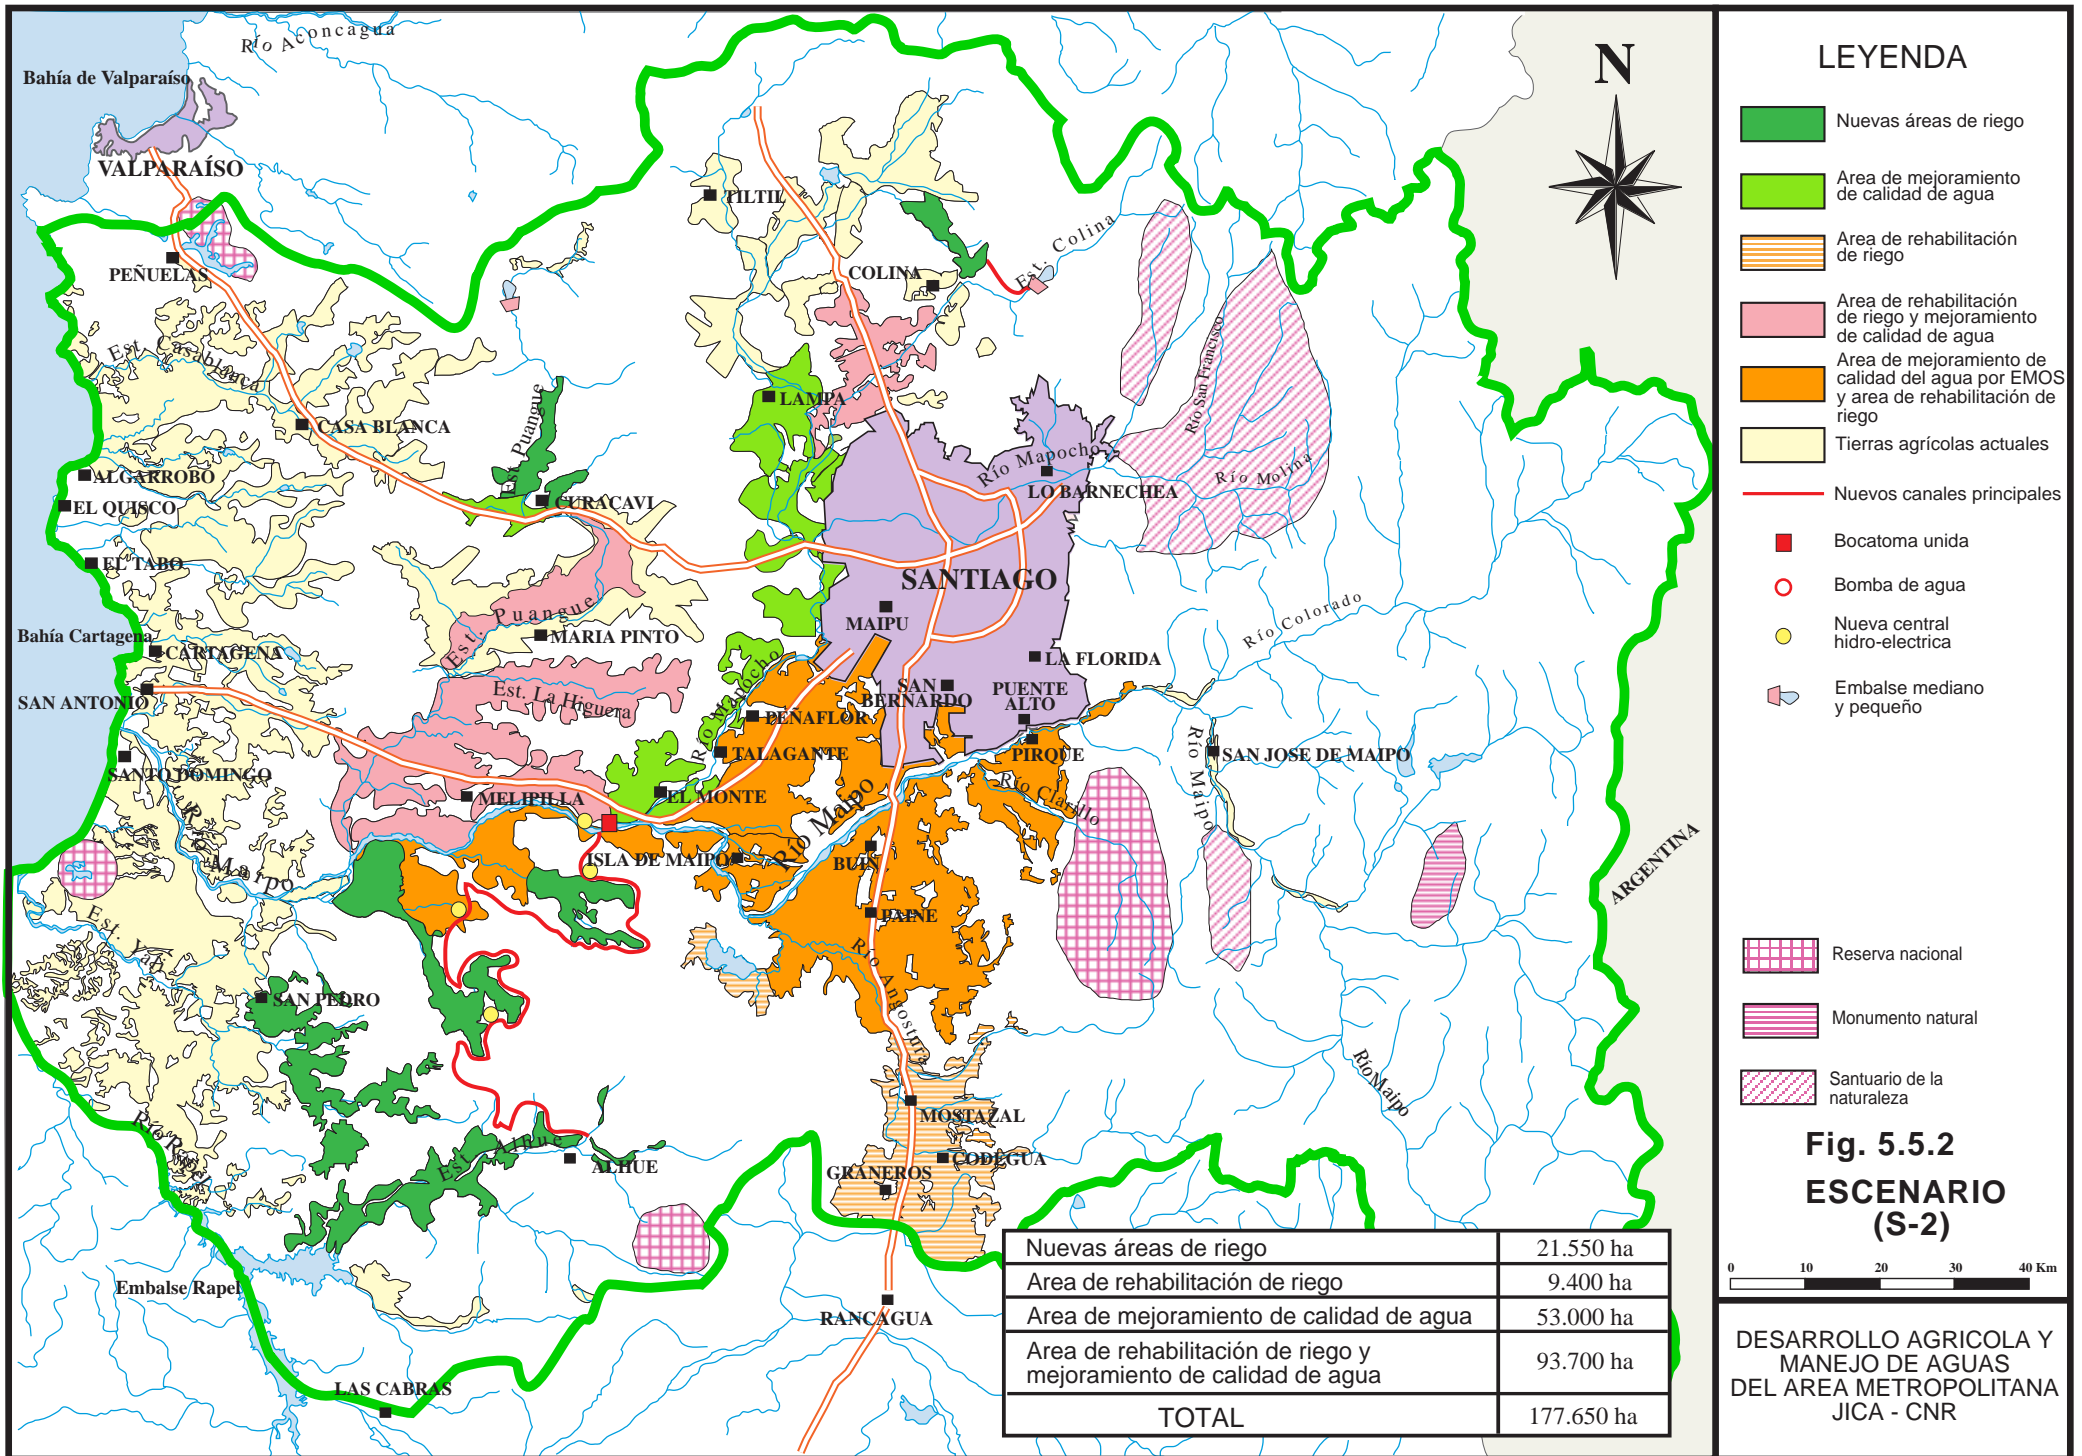 Río Aconcagua
Bahía de Valparaíso
VALPARAÍSO
PEÑUELAS
TILTIL
COLINA
Est. Colina
Est. Casablanca
CASA BLANCA
Est. Puangue
LAMPA
Río San Francisco
Río Mapocho
Río Molina
LO BARNECHEA
ALGARROBO
EL QUISCO
CURACAVI
EL TABO
SANTIAGO
Est. Puangue
MAIPU
Río Colorado
Bahía Cartagena
CARTAGENA
MARIA PINTO
LA FLORIDA
SAN ANTONIO
Est. La Higuera
Río Mapocho
SAN
BERNARDO
PUENTE
ALTO
PEÑAFLOR
TALAGANTE
PIRQUE
Río Maipo
SAN JOSE DE MAIPO
SANTO DOMINGO
MELIPILLA
EL MONTE
Río Clarillo
Río Maipo
Río Maipo
ISLA DE MAIPO
BUIN
PAINE
ARGENTINA
Est. Yali
Río Angostura
SAN PEDRO
Río Maipo
Río Rapel
MOSTAZAL
Est. Alhue
ALHUE
CODEGUA
GRANEROS
Embalse Rapel
RANCAGUA
LAS CABRAS
N
Nuevas áreas de riego 21.550 ha
Area de rehabilitación de riego 9.400 ha
Area de mejoramiento de calidad de agua 53.000 ha
Area de rehabilitación de riego y
mejoramiento de calidad de agua 93.700 ha
TOTAL 177.650 ha
LEYENDA
Nuevas áreas de riego
Area de mejoramiento
de calidad de agua
Area de rehabilitación
de riego
Area de rehabilitación
de riego y mejoramiento
de calidad de agua
Area de mejoramiento de
calidad del agua por EMOS
y area de rehabilitación de
riego
Tierras agrícolas actuales
Nuevos canales principales
Bocatoma unida
Bomba de agua
Nueva central
hidro-electrica
Embalse mediano
y pequeño
Reserva nacional
Monumento natural
Santuario de la
naturaleza
Fig. 5.5.2
ESCENARIO
(S-2)
0 10 20 30 40 Km
DESARROLLO AGRICOLA Y
MANEJO DE AGUAS
DEL AREA METROPOLITANA
JICA - CNR